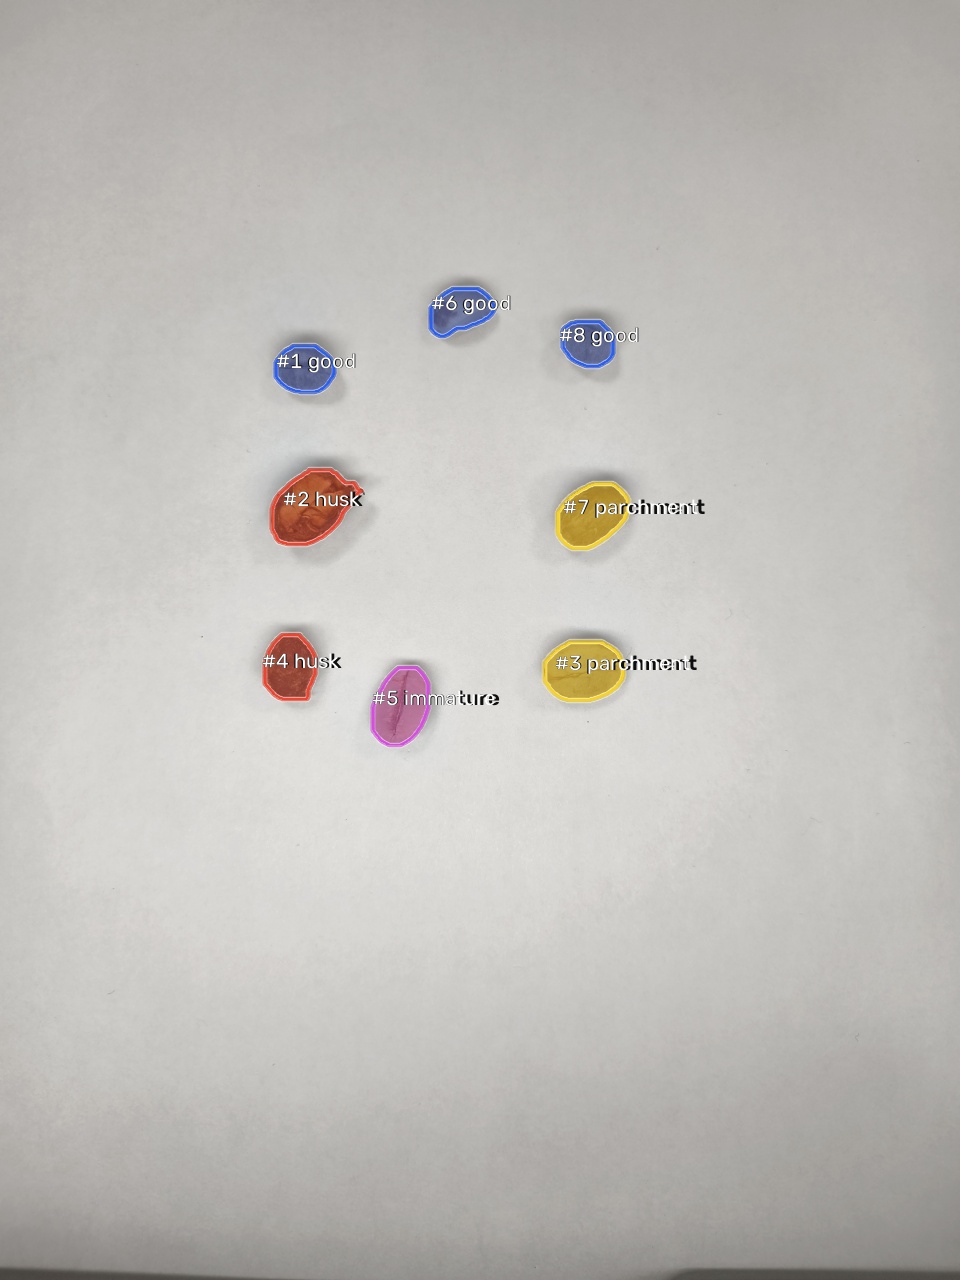 #6 good
#8 good
#1 good
#2 husk
#7 parchment
#4 husk
#3 parchment
#5 immature